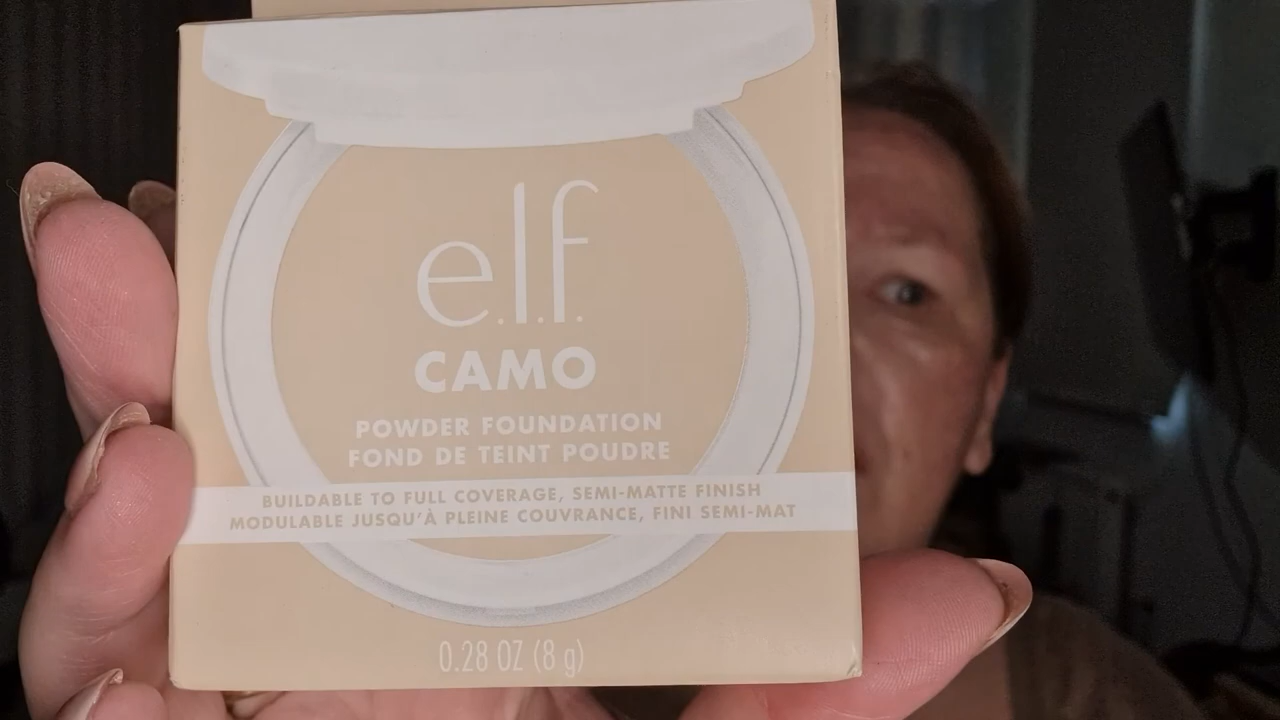 e.l.f.
CAMO
POWDER FOUNDATION
FOND DE TEINT POUDRE
BUILDABLE TO FULL COVERAGE, SEMI-MATTE FINISH
MODULABLE JUSQU'À PLEINE COUVRANCE, FINI SEMI-MAT
0.28 OZ (8 g)